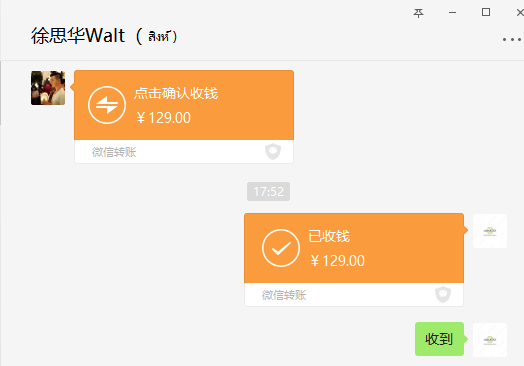 徐思华Walt（สิงห์）
点击确认收钱
￥129.00
微信转账
17:52
已收钱
￥129.00
微信转账
收到